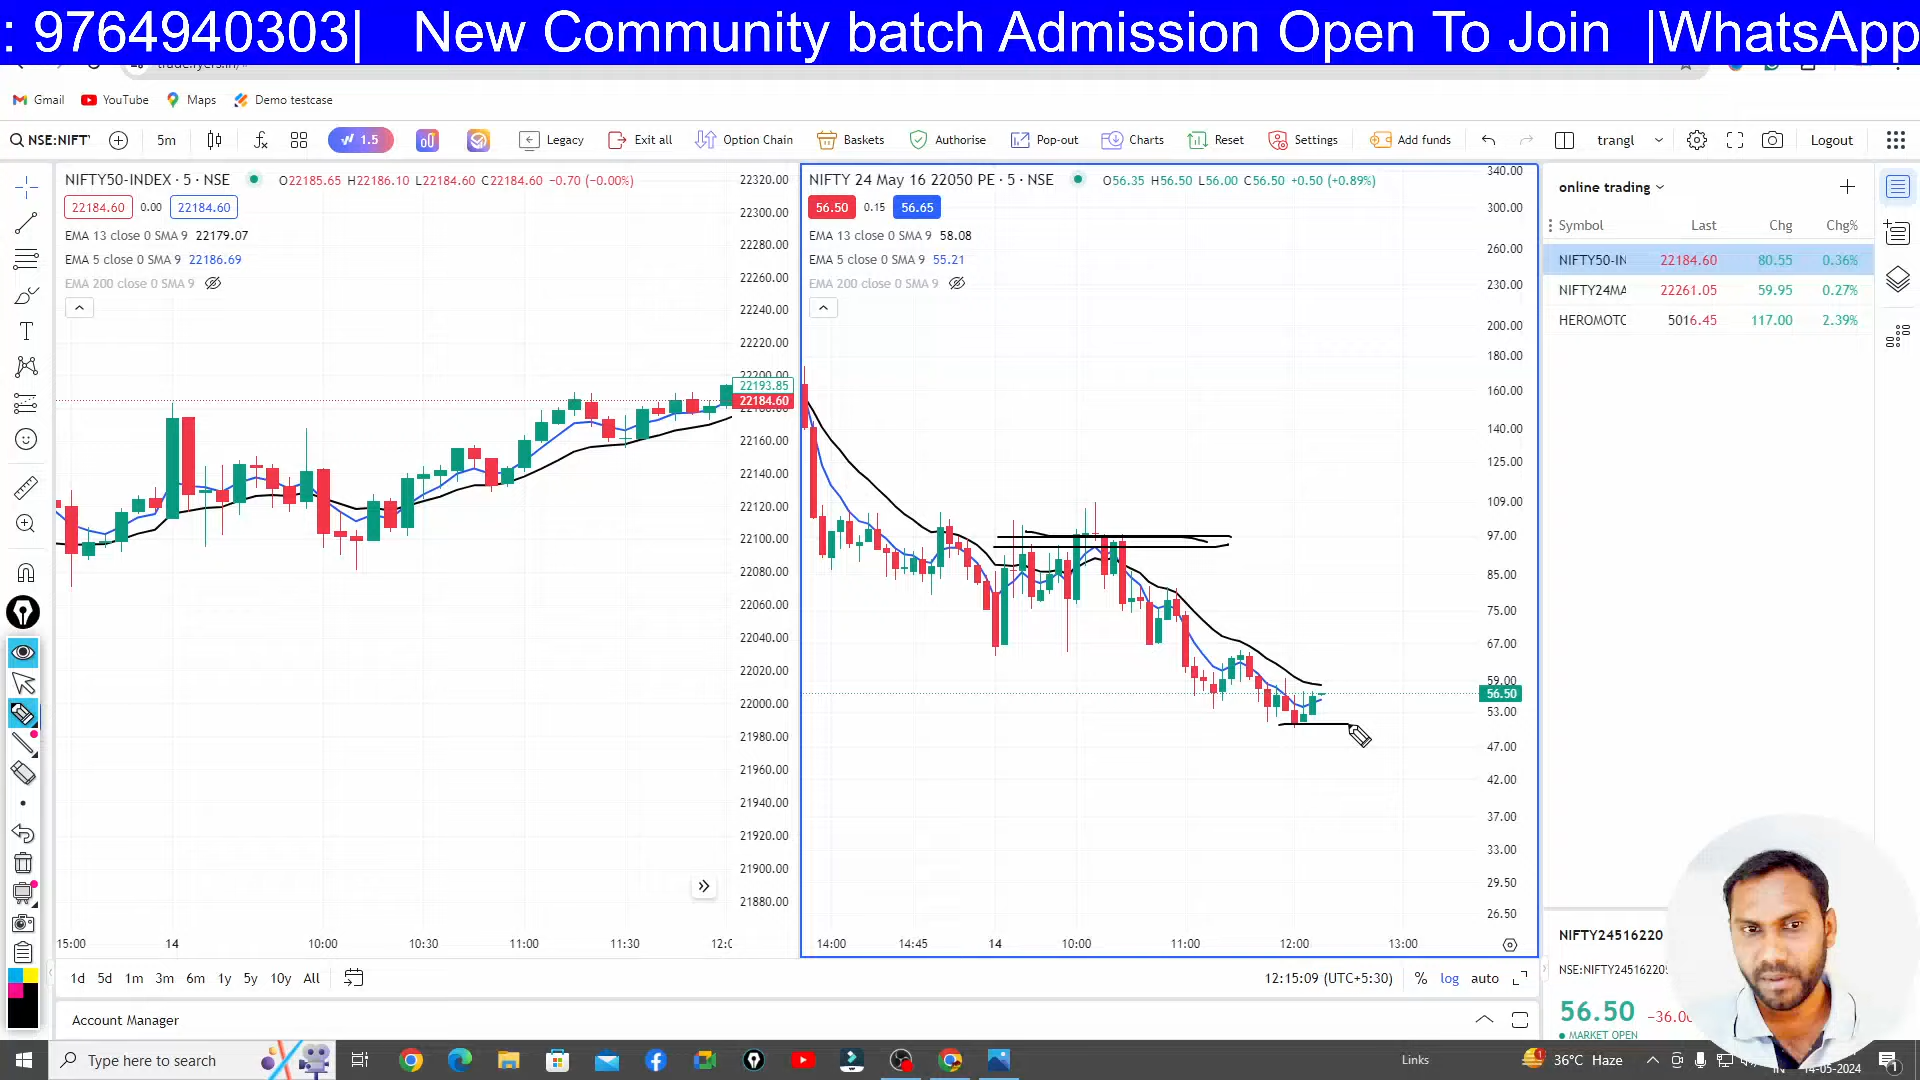 : 9764940303|   New Community batch Admission Open To Join  |WhatsApp
Gmail YouTube Maps Demo testcase
NSE:NIFTY 5m 1.5 Legacy Exit all Option Chain Baskets Authorise Pop-out Charts Reset Settings Add funds trangl Logout
NIFTY50-INDEX · 5 · NSE O22185.65 H22186.10 L22184.60 C22184.60 −0.70 (−0.00%)
22184.60 0.00 22184.60
EMA 13 close 0 SMA 9 22179.07
EMA 5 close 0 SMA 9 22186.69
EMA 200 close 0 SMA 9
22320.00
22300.00
22280.00
22260.00
22240.00
22220.00
22200.00
22193.85
22184.60
22180.00
22160.00
22140.00
22120.00
22100.00
22080.00
22060.00
22040.00
22020.00
22000.00
21980.00
21960.00
21940.00
21920.00
21900.00
21880.00
15:00 14 10:00 10:30 11:00 11:30
NIFTY 24 May 16 22050 PE · 5 · NSE O56.35 H56.50 L56.00 C56.50 +0.50 (+0.89%)
56.50 0.15 56.65
EMA 13 close 0 SMA 9 58.08
EMA 5 close 0 SMA 9 55.21
EMA 200 close 0 SMA 9
340.00
300.00
260.00
230.00
200.00
180.00
160.00
140.00
125.00
109.00
97.00
85.00
75.00
67.00
59.00
56.50
53.00
47.00
42.00
37.00
33.00
29.50
26.50
14:00 14:45 14 10:00 11:00 12:00 13:00
1d 5d 1m 3m 6m 1y 5y 10y All 12:15:09 (UTC+5:30) % log auto
Account Manager
online trading
Symbol Last Chg Chg%
NIFTY50-IN 22184.60 80.55 0.36%
NIFTY24MA 22261.05 59.95 0.27%
HEROMOTC 5016.45 117.00 2.39%
NIFTY24516220
NSE:NIFTY245162205
56.50 −36.00
MARKET OPEN
Type here to search Links 36°C Haze
14-05-2024